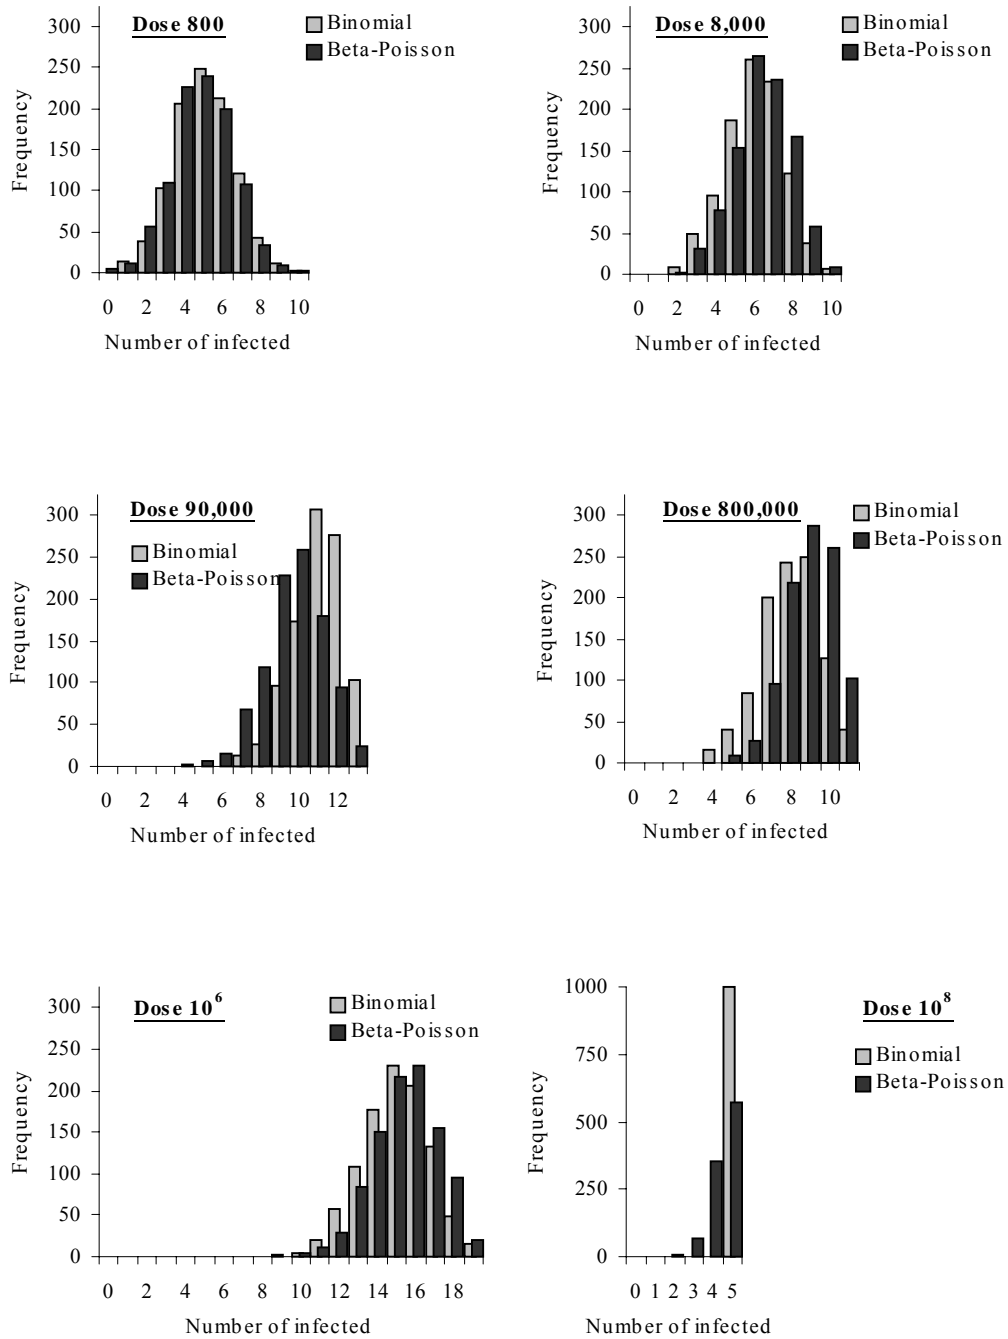 Dose 800
Binomial
Beta-Poisson
300
250
200
150
100
50
0
Frequency
0 2 4 6 8 10
Number of infected
Dose 8,000
Binomial
Beta-Poisson
300
250
200
150
100
50
0
Frequency
0 2 4 6 8 10
Number of infected
Dose 90,000
Binomial
Beta-Poisson
300
250
200
150
100
50
0
Frequency
0 2 4 6 8 10 12
Number of infected
Dose 800,000
Binomial
Beta-Poisson
300
250
200
150
100
50
0
Frequency
0 2 4 6 8 10
Number of infected
Dose 10⁶
Binomial
Beta-Poisson
300
250
200
150
100
50
0
Frequency
0 2 4 6 8 10 12 14 16 18
Number of infected
Dose 10⁸
Binomial
Beta-Poisson
1000
750
500
250
0
Frequency
0 1 2 3 4 5
Number of infected